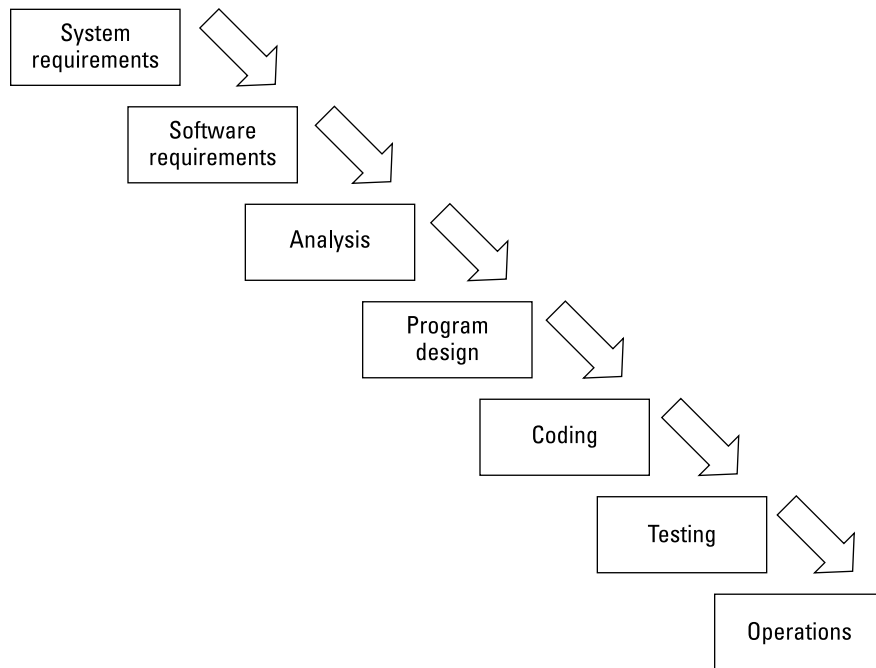 System
requirements
Software
requirements
Analysis
Program
design
Coding
Testing
Operations